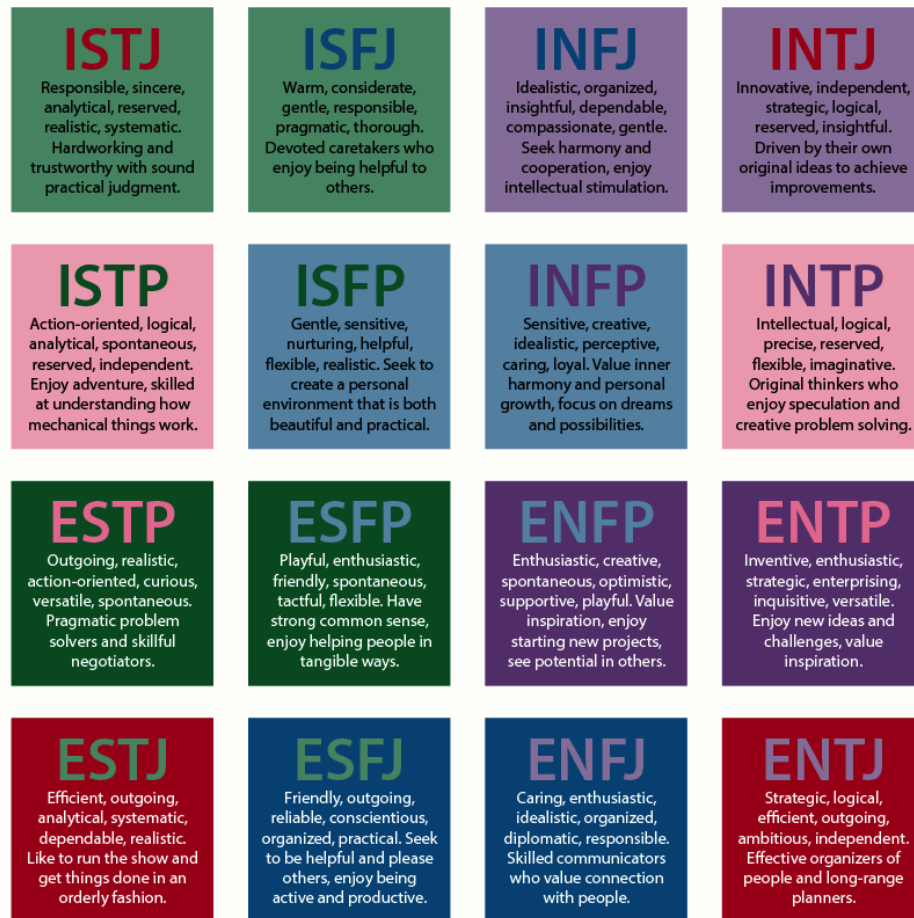 ISTJ
Responsible, sincere,
analytical, reserved,
realistic, systematic.
Hardworking and
trustworthy with sound
practical judgment.
ISFJ
Warm, considerate,
gentle, responsible,
pragmatic, thorough.
Devoted caretakers who
enjoy being helpful to
others.
INFJ
Idealistic, organized,
insightful, dependable,
compassionate, gentle.
Seek harmony and
cooperation, enjoy
intellectual stimulation.
INTJ
Innovative, independent,
strategic, logical,
reserved, insightful.
Driven by their own
original ideas to achieve
improvements.
ISTP
Action-oriented, logical,
analytical, spontaneous,
reserved, independent.
Enjoy adventure, skilled
at understanding how
mechanical things work.
ISFP
Gentle, sensitive,
nurturing, helpful,
flexible, realistic. Seek to
create a personal
environment that is both
beautiful and practical.
INFP
Sensitive, creative,
idealistic, perceptive,
caring, loyal. Value inner
harmony and personal
growth, focus on dreams
and possibilities.
INTP
Intellectual, logical,
precise, reserved,
flexible, imaginative.
Original thinkers who
enjoy speculation and
creative problem solving.
ESTP
Outgoing, realistic,
action-oriented, curious,
versatile, spontaneous.
Pragmatic problem
solvers and skillful
negotiators.
ESFP
Playful, enthusiastic,
friendly, spontaneous,
tactful, flexible. Have
strong common sense,
enjoy helping people in
tangible ways.
ENFP
Enthusiastic, creative,
spontaneous, optimistic,
supportive, playful. Value
inspiration, enjoy
starting new projects,
see potential in others.
ENTP
Inventive, enthusiastic,
strategic, enterprising,
inquisitive, versatile.
Enjoy new ideas and
challenges, value
inspiration.
ESTJ
Efficient, outgoing,
analytical, systematic,
dependable, realistic.
Like to run the show and
get things done in an
orderly fashion.
ESFJ
Friendly, outgoing,
reliable, conscientious,
organized, practical. Seek
to be helpful and please
others, enjoy being
active and productive.
ENFJ
Caring, enthusiastic,
idealistic, organized,
diplomatic, responsible.
Skilled communicators
who value connection
with people.
ENTJ
Strategic, logical,
efficient, outgoing,
ambitious, independent.
Effective organizers of
people and long-range
planners.